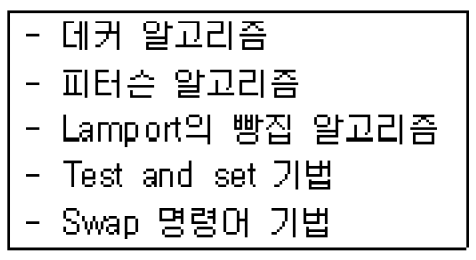 - 데커 알고리즘
- 피터슨 알고리즘
- Lamport의 빵집 알고리즘
- Test and set 기법
- Swap 명령어 기법